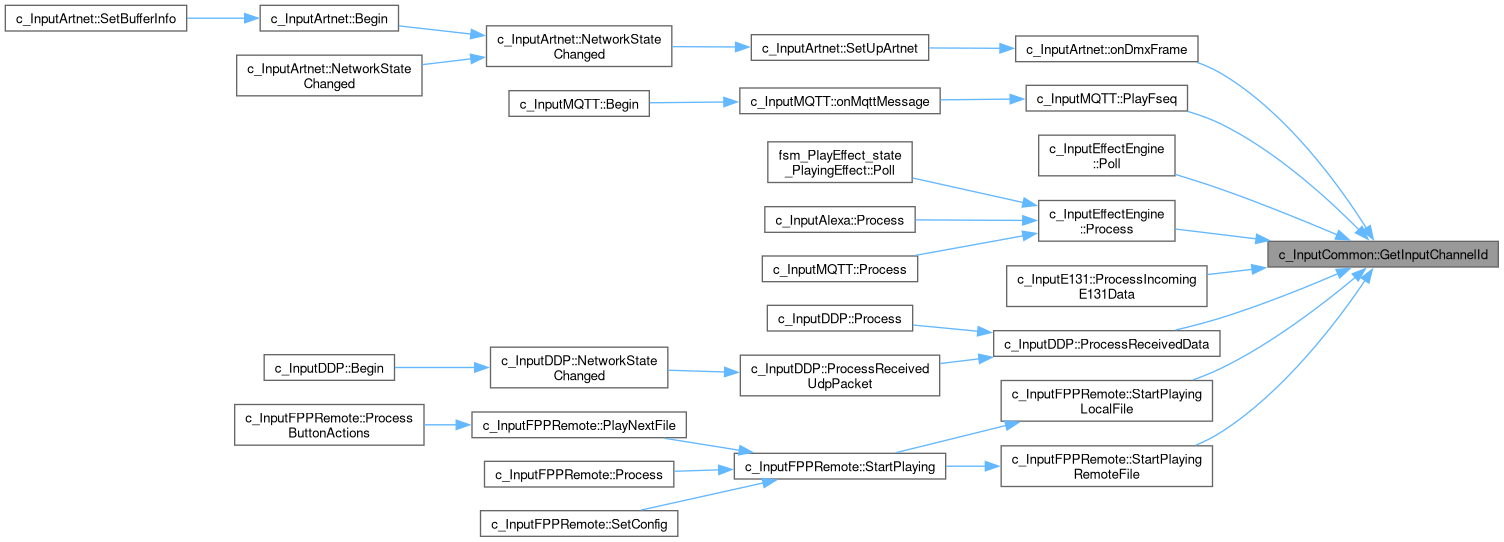 c_InputArtnet::SetBufferInfo
c_InputArtnet::Begin
c_InputArtnet::NetworkState
Changed
c_InputArtnet::NetworkState
Changed
c_InputArtnet::SetUpArtnet
c_InputArtnet::onDmxFrame
c_InputMQTT::Begin
c_InputMQTT::onMqttMessage
c_InputMQTT::PlayFseq
c_InputEffectEngine
::Poll
fsm_PlayEffect_state
_PlayingEffect::Poll
c_InputAlexa::Process
c_InputMQTT::Process
c_InputEffectEngine
::Process
c_InputCommon::GetInputChannelId
c_InputE131::ProcessIncoming
E131Data
c_InputDDP::Process
c_InputDDP::ProcessReceivedData
c_InputDDP::Begin
c_InputDDP::NetworkState
Changed
c_InputDDP::ProcessReceived
UdpPacket
c_InputFPPRemote::StartPlaying
LocalFile
c_InputFPPRemote::Process
ButtonActions
c_InputFPPRemote::PlayNextFile
c_InputFPPRemote::Process
c_InputFPPRemote::SetConfig
c_InputFPPRemote::StartPlaying
c_InputFPPRemote::StartPlaying
RemoteFile